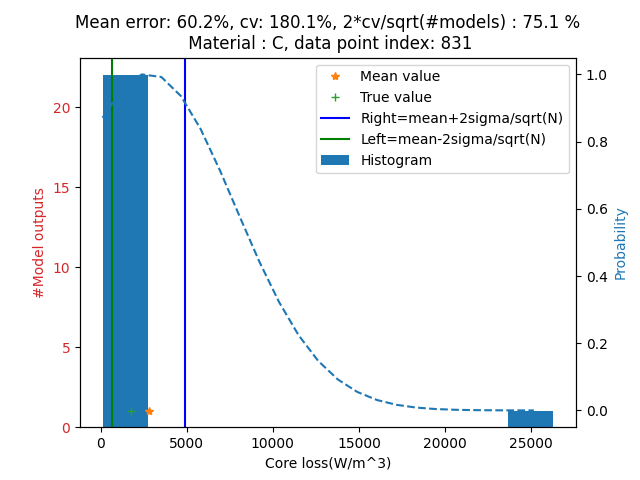 Mean error: 60.2%, cv: 180.1%, 2*cv/sqrt(#models) : 75.1 %
Material : C, data point index: 831
Mean value
True value
Right=mean+2sigma/sqrt(N)
Left=mean-2sigma/sqrt(N)
Histogram
#Model outputs
20
15
10
5
0
1.0
0.8
0.6
0.4
0.2
0.0
Probability
0 5000 10000 15000 20000 25000
Core loss(W/m^3)